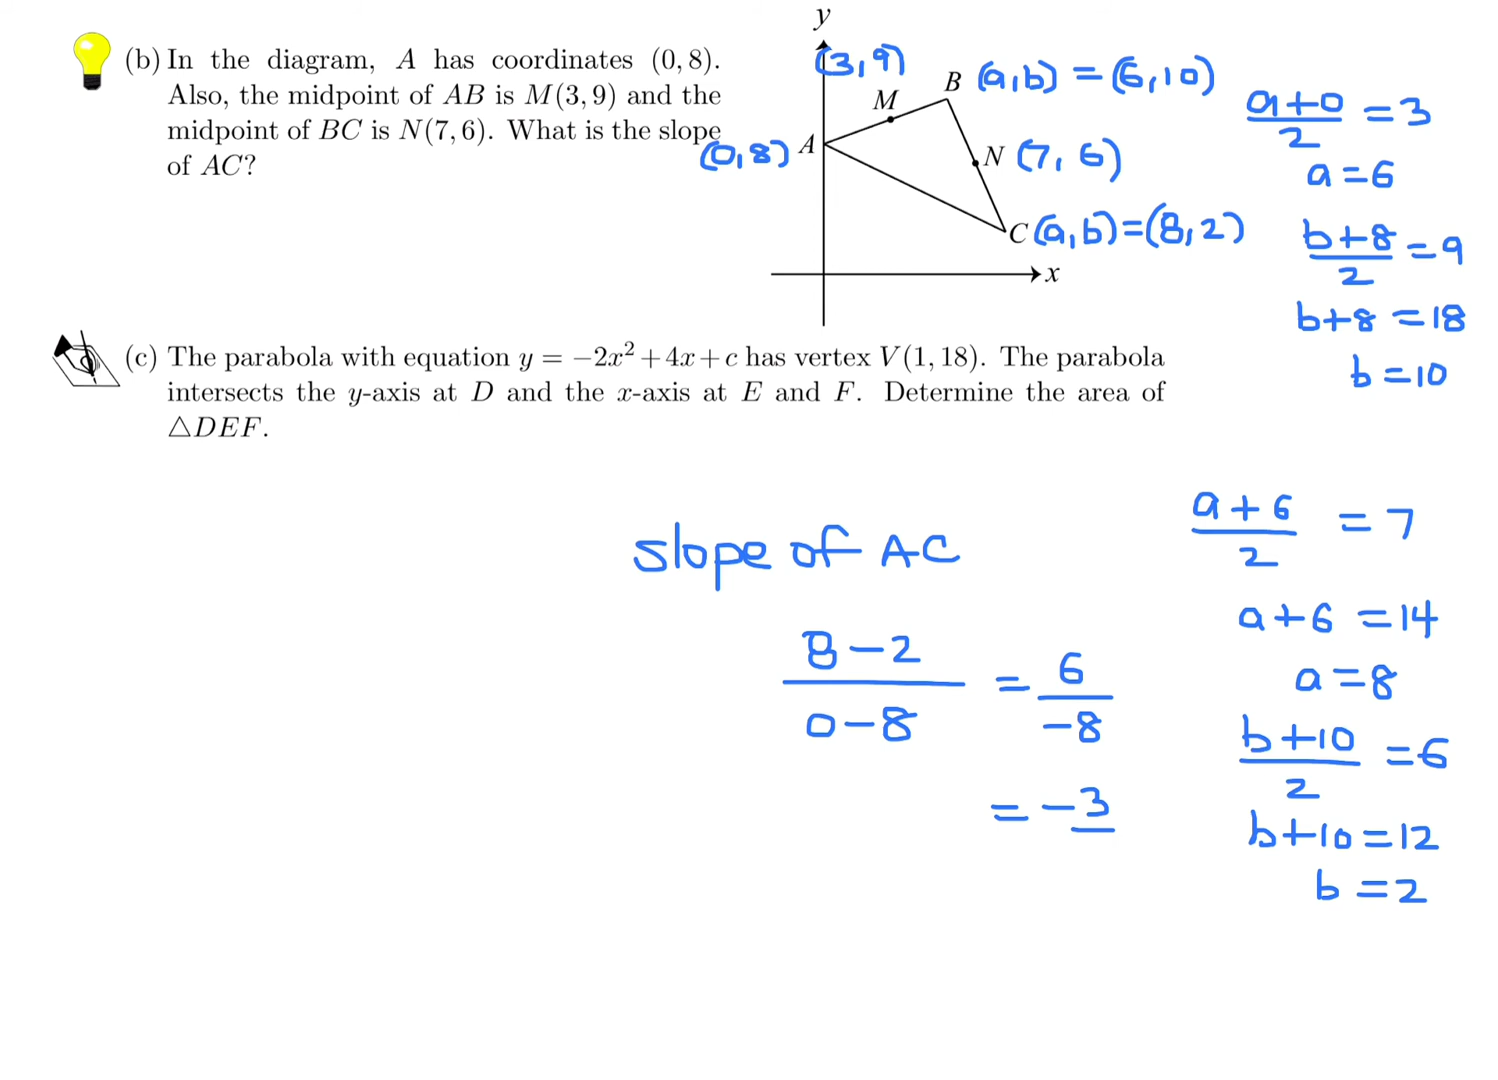 (b) In the diagram, A has coordinates (0, 8).
Also, the midpoint of AB is M(3, 9) and the
midpoint of BC is N(7, 6). What is the slope
of AC?
y
(3,9)
M
B (a,b) = (6,10)
(0,8) A
N (7, 6)
C (a,b)=(8,2)
x
a+0
2
=3
a=6
b+8
2
=9
b+8=18
b=10
(c) The parabola with equation y = −2x² + 4x + c has vertex V(1, 18). The parabola
intersects the y-axis at D and the x-axis at E and F. Determine the area of
△DEF.
slope of AC
8−2
0−8
= 6
−8
= −3
a+6
2
=7
a+6=14
a=8
b+10
2
=6
b+10=12
b=2